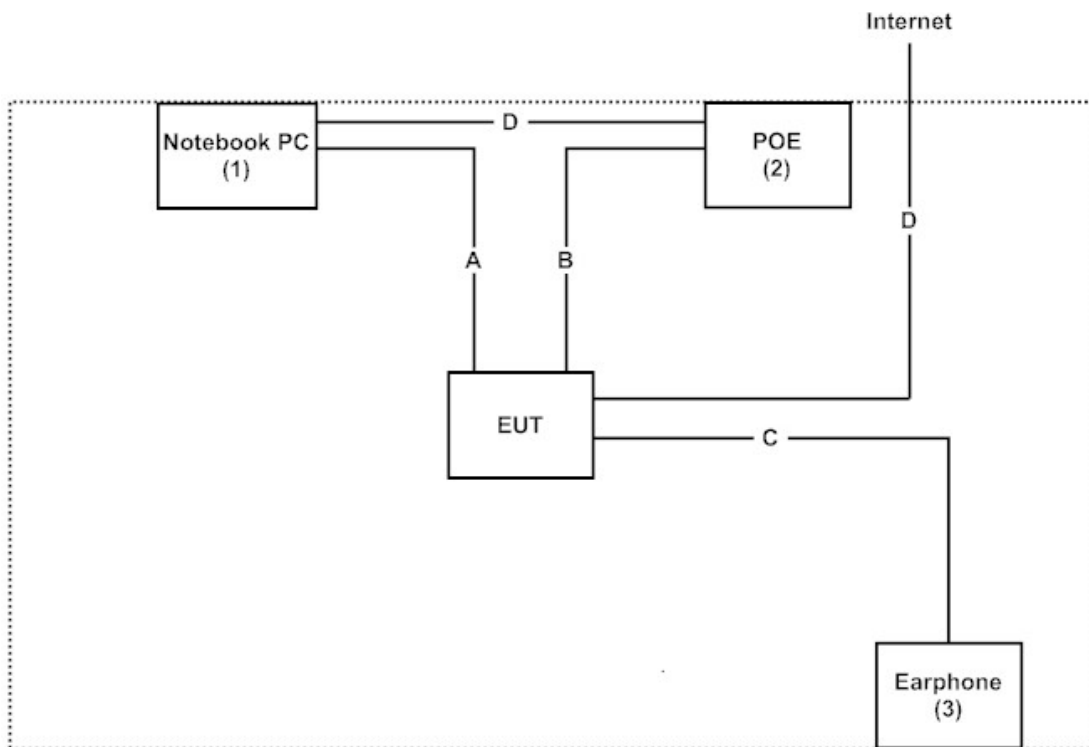 Internet
D
Notebook PC
(1)
POE
(2)
D
A
B
EUT
C
Earphone
(3)